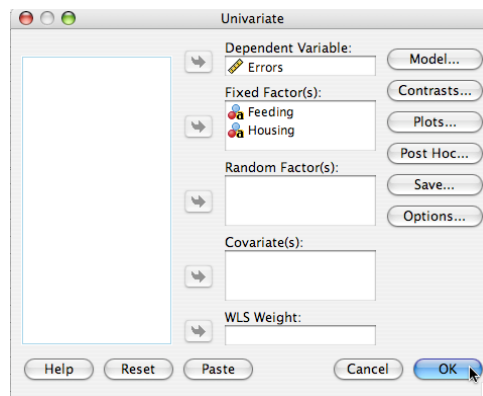 Univariate
Dependent Variable:
Errors
Fixed Factor(s):
a Feeding
a Housing
Random Factor(s):
Covariate(s):
WLS Weight:
Model...
Contrasts...
Plots...
Post Hoc...
Save...
Options...
Help
Reset
Paste
Cancel
OK